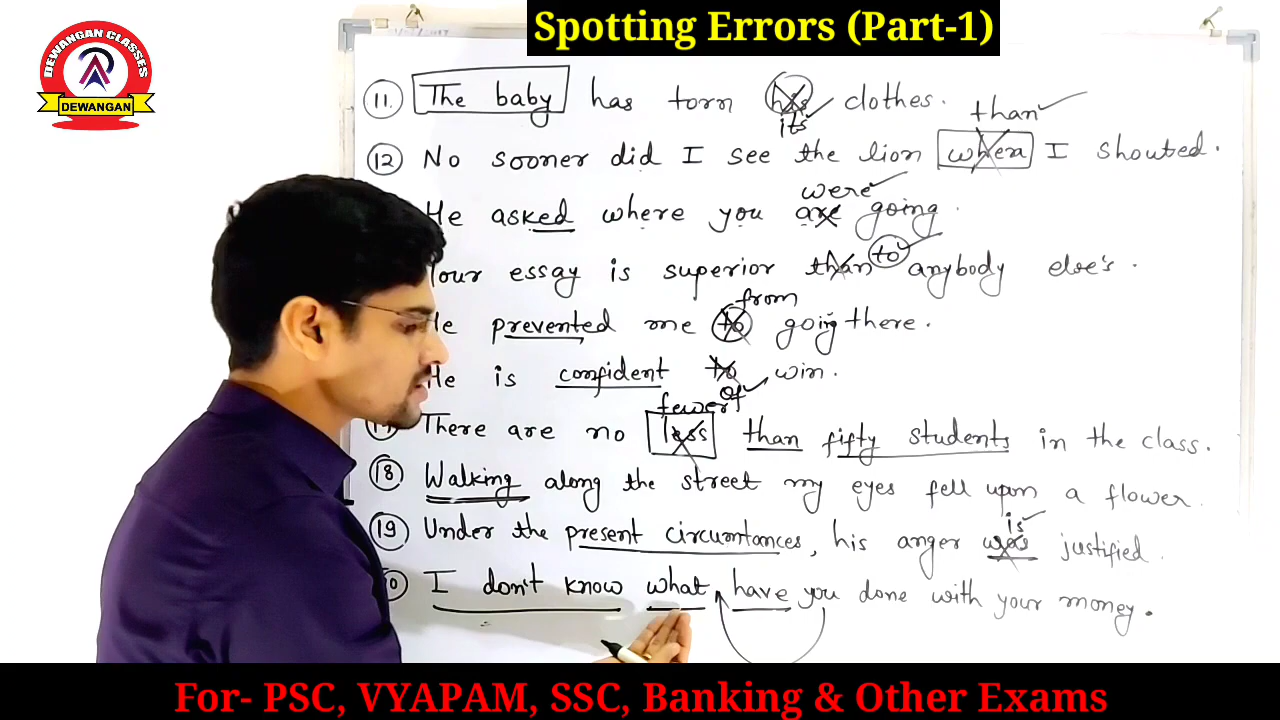 Spotting Errors (Part-1)
DEWANGAN CLASSES
DEWANGAN
11. The baby has torn his clothes.
its
than
12 No sooner did I see the lion when I shouted.
were
He asked where you are going.
to
Your essay is superior than anybody else's.
from
He prevented me to going there.
He is confident to win.
of
fewer
17 There are no less than fifty students in the class.
18 Walking along the street my eyes fell upon a flower.
is
19 Under the present circumtances, his anger was justified.
I don't know what have you done with your money.
For- PSC, VYAPAM, SSC, Banking & Other Exams